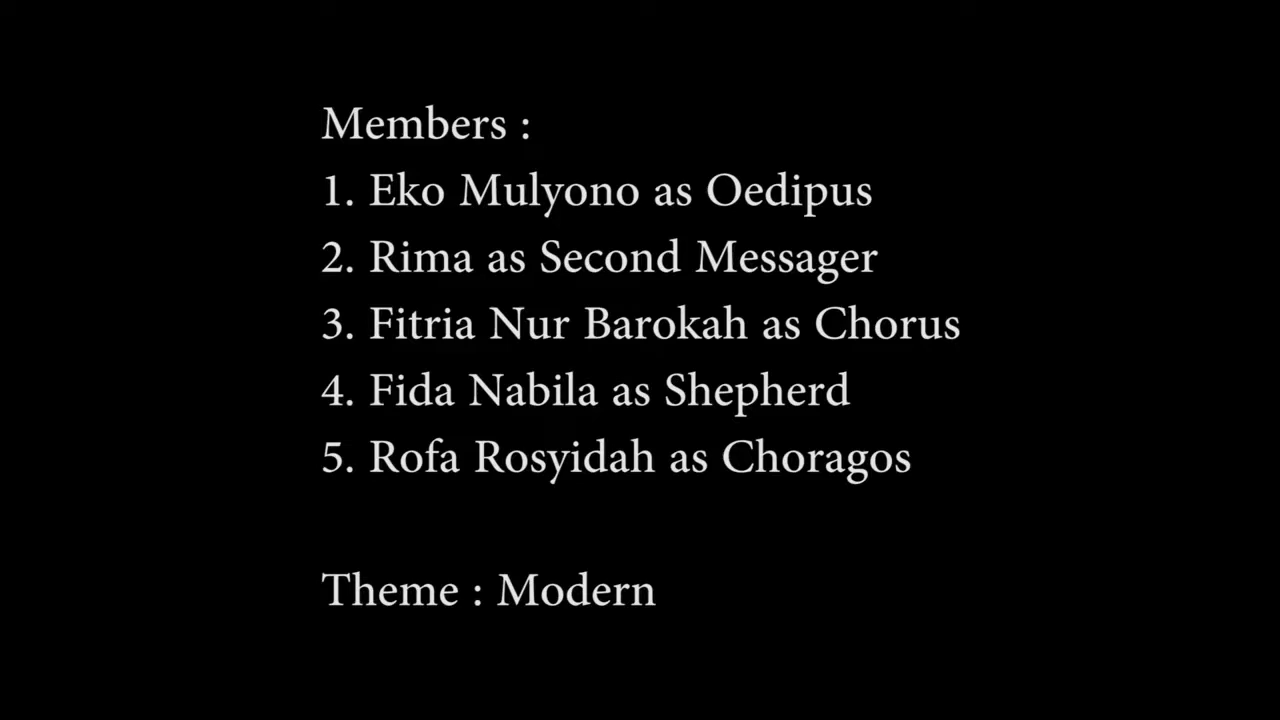 Members :
1. Eko Mulyono as Oedipus
2. Rima as Second Messager
3. Fitria Nur Barokah as Chorus
4. Fida Nabila as Shepherd
5. Rofa Rosyidah as Choragos
Theme : Modern